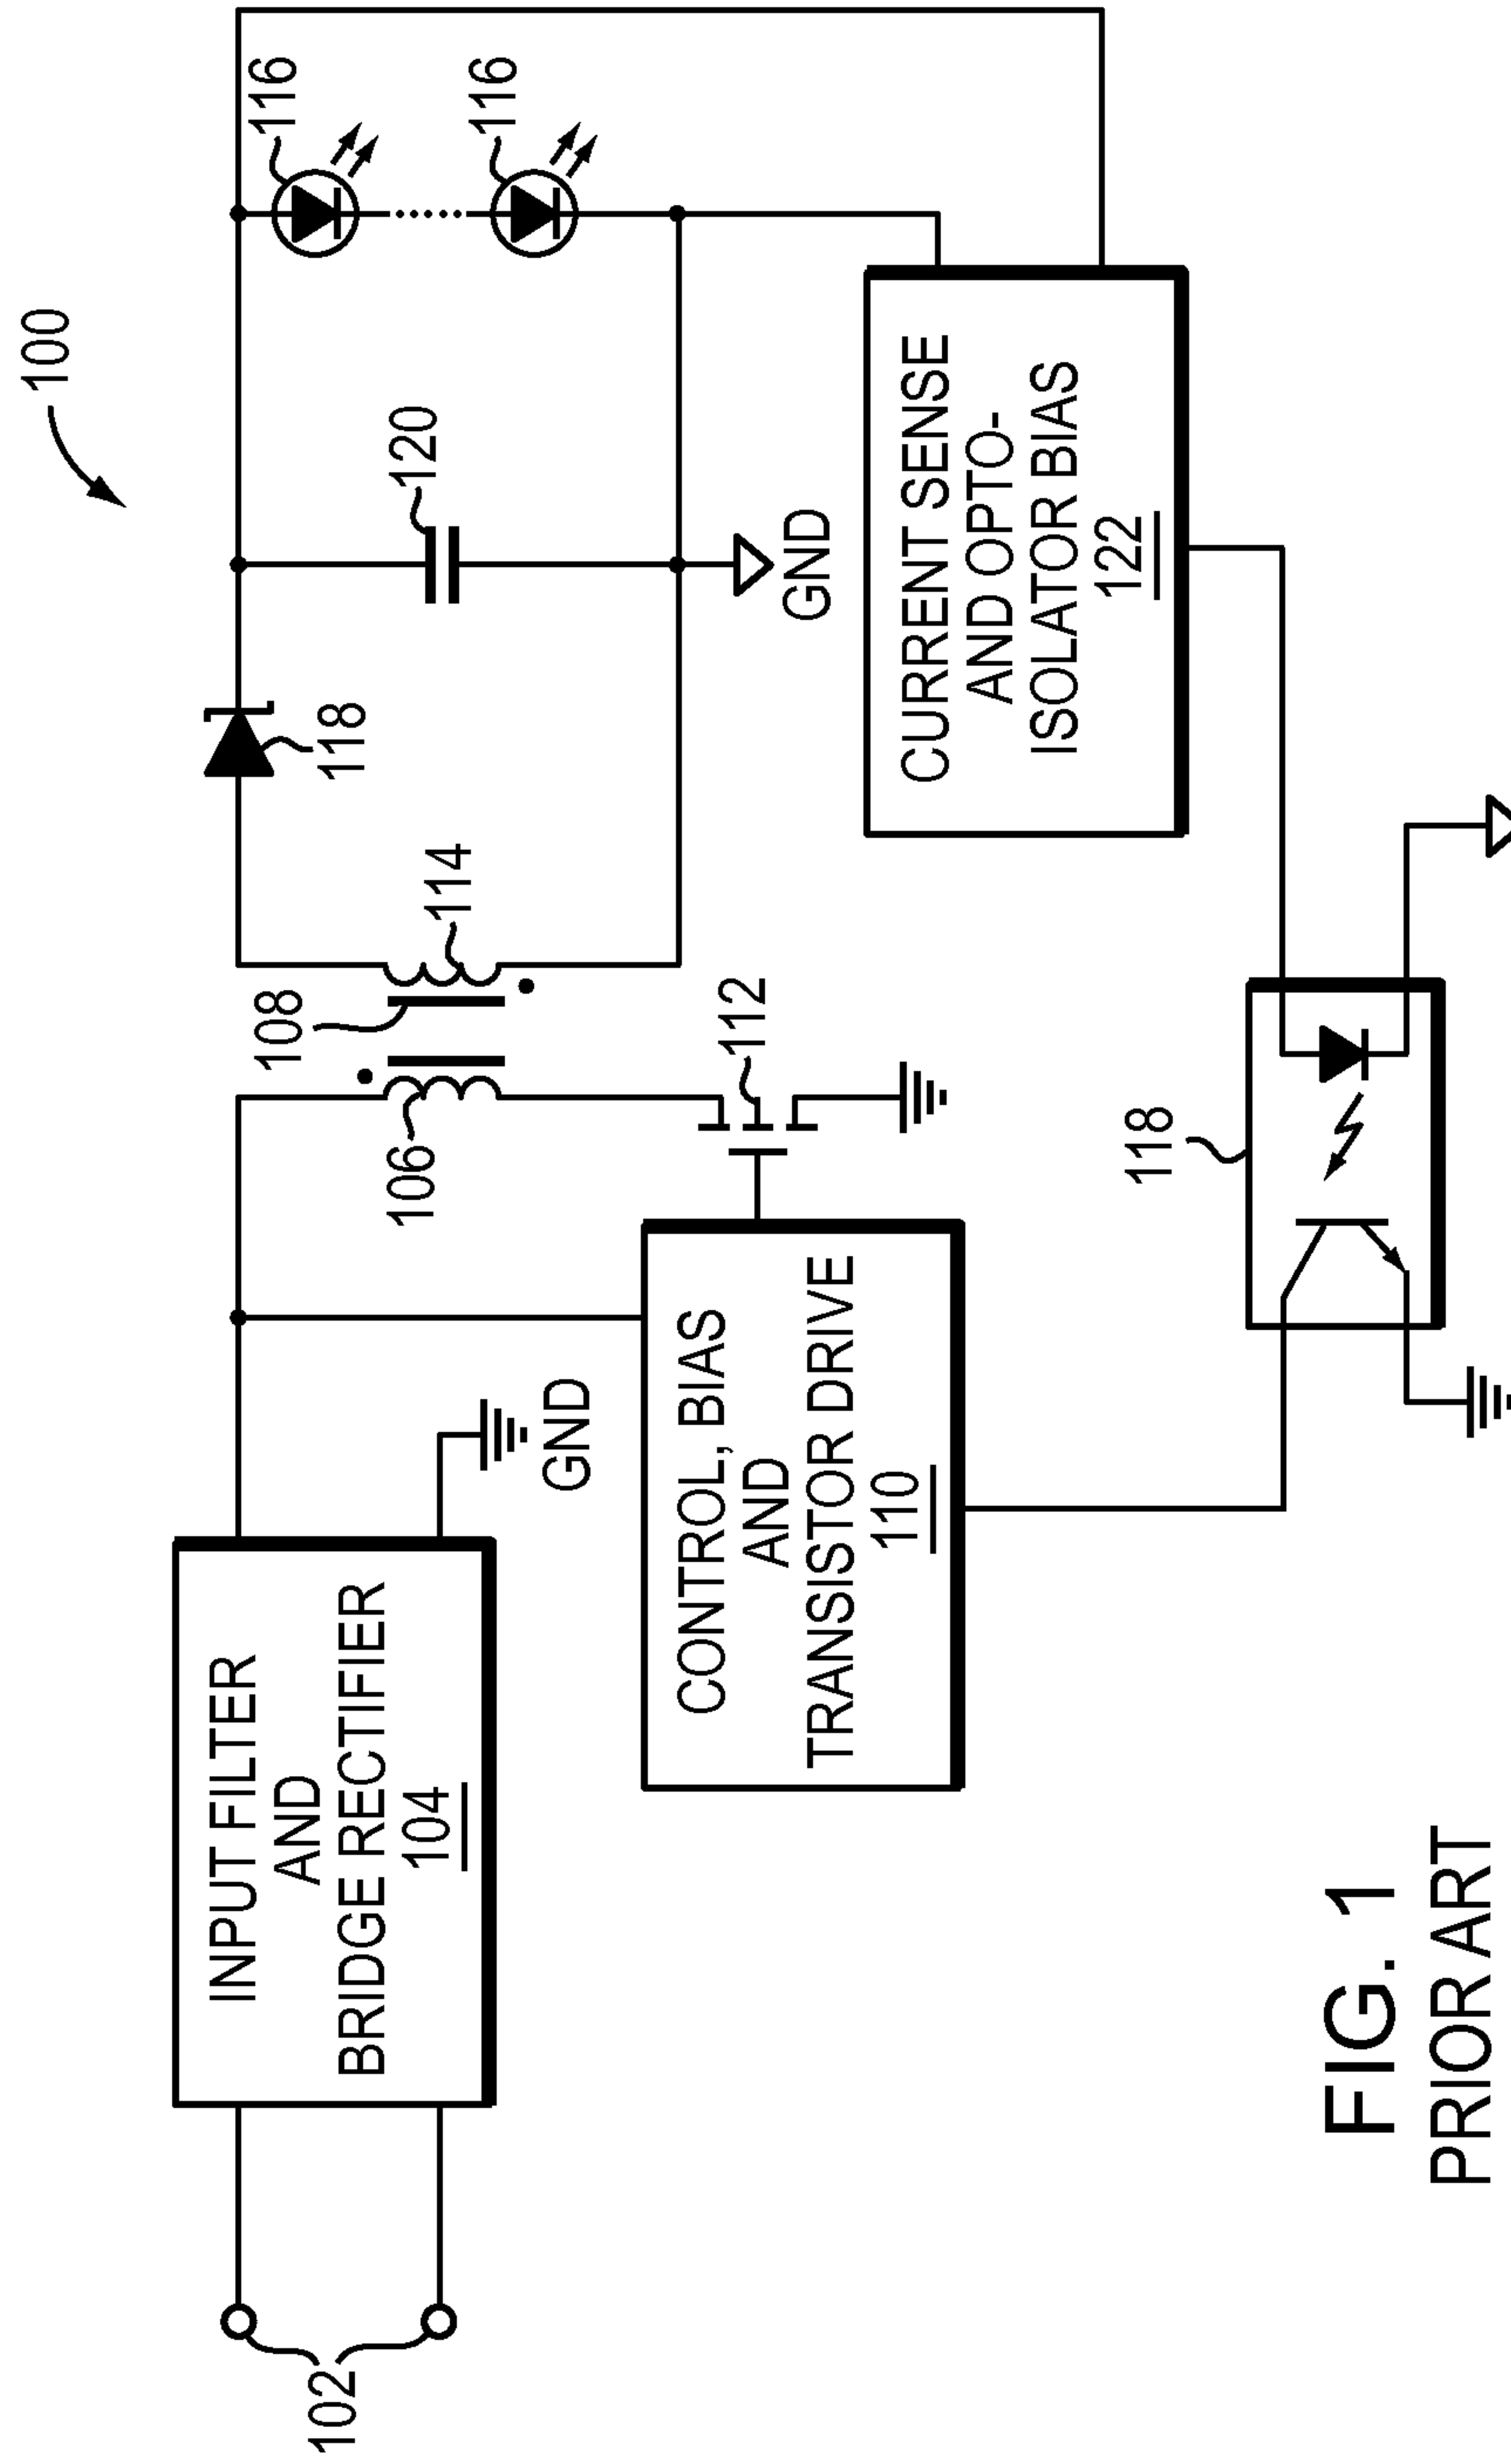 100
102
INPUT FILTER
AND
BRIDGE RECTIFIER
104
GND
106
108
114
118
120
116
116
GND
112
CONTROL, BIAS
AND
TRANSISTOR DRIVE
110
CURRENT SENSE
AND OPTO-
ISOLATOR BIAS
122
118
FIG. 1
PRIOR ART